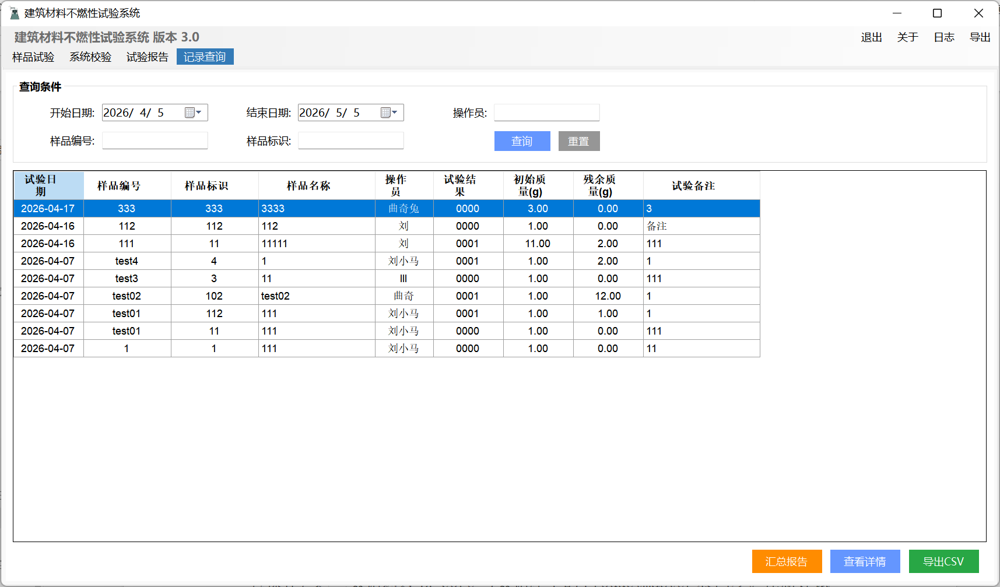 建筑材料不燃性试验系统
建筑材料不燃性试验系统 版本 3.0
退出 关于 日志 导出
样品试验 系统校验 试验报告 记录查询
查询条件
开始日期: 2026/ 4/ 5 结束日期: 2026/ 5/ 5 操作员:
样品编号: 样品标识: 查询 重置
试验日期 样品编号 样品标识 样品名称 操作员 试验结果 初始质量(g) 残余质量(g) 试验备注
2026-04-17 333 333 3333 曲奇兔 0000 3.00 0.00 3
2026-04-16 112 112 112 刘 0000 1.00 0.00 备注
2026-04-16 111 11 11111 刘 0001 11.00 2.00 111
2026-04-07 test4 4 1 刘小马 0001 1.00 2.00 1
2026-04-07 test3 3 11 lll 0000 1.00 0.00 111
2026-04-07 test02 102 test02 曲奇 0001 1.00 12.00 1
2026-04-07 test01 112 111 刘小马 0001 1.00 1.00 1
2026-04-07 test01 11 111 刘小马 0000 1.00 0.00 111
2026-04-07 1 1 111 刘小马 0000 1.00 0.00 11
汇总报告 查看详情 导出CSV